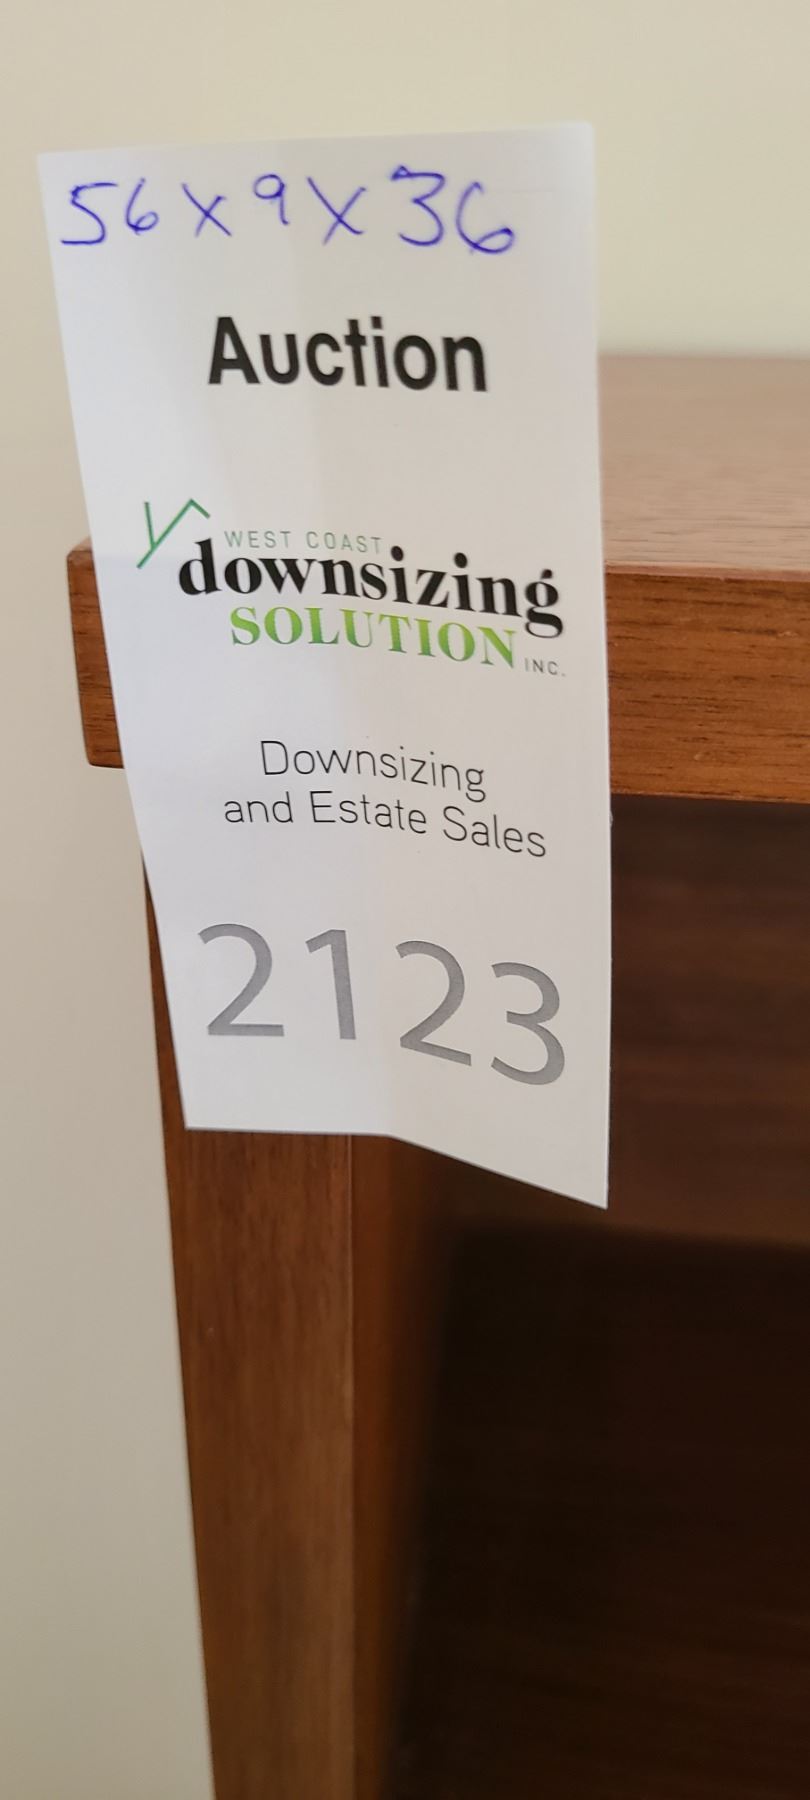 56 x 9 x 36
Auction
WEST COAST
downsizing
SOLUTION INC.
Downsizing
and Estate Sales
2123